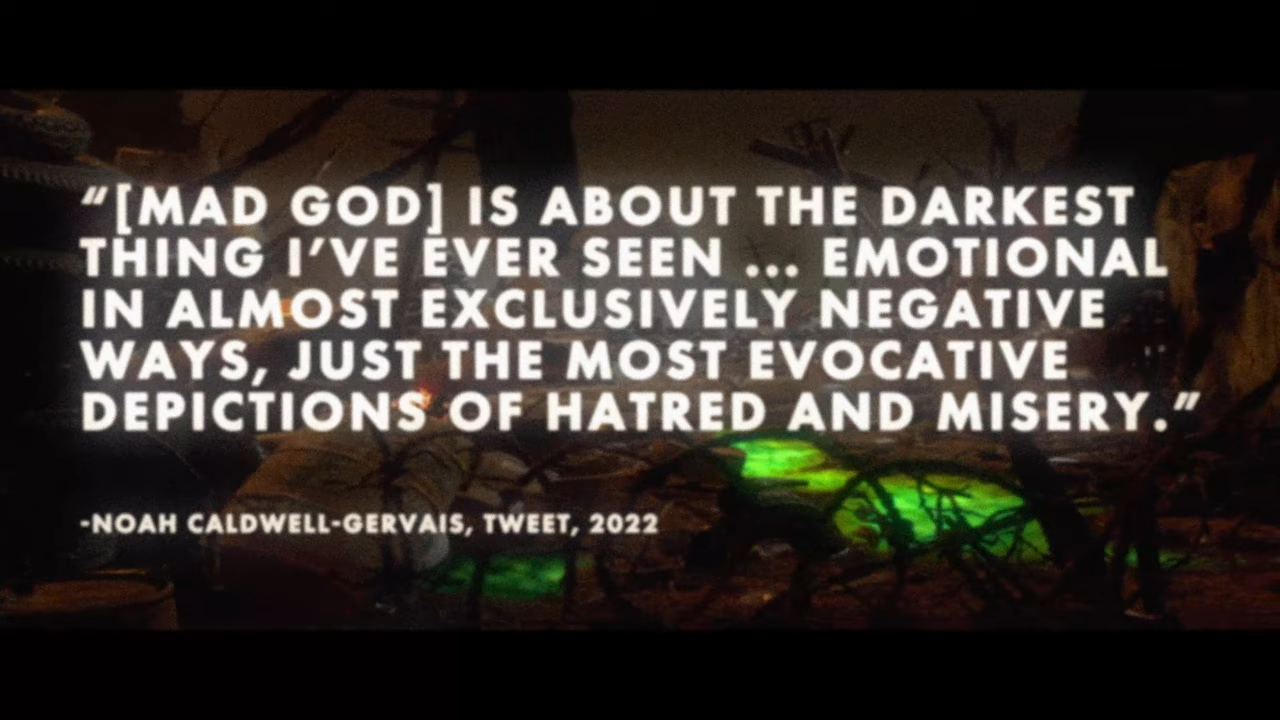 “[MAD GOD] IS ABOUT THE DARKEST
THING I’VE EVER SEEN ... EMOTIONAL
IN ALMOST EXCLUSIVELY NEGATIVE
WAYS, JUST THE MOST EVOCATIVE
DEPICTIONS OF HATRED AND MISERY.”
-NOAH CALDWELL-GERVAIS, TWEET, 2022